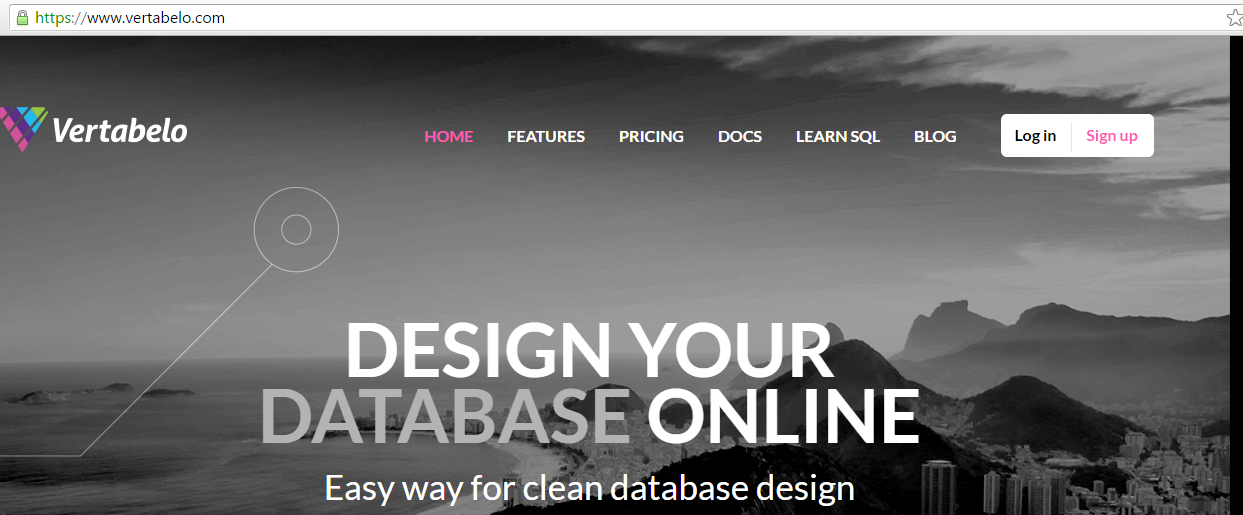 https://www.vertabelo.com
Vertabelo
HOME FEATURES PRICING DOCS LEARN SQL BLOG Log in Sign up
DESIGN YOUR
DATABASE ONLINE
Easy way for clean database design